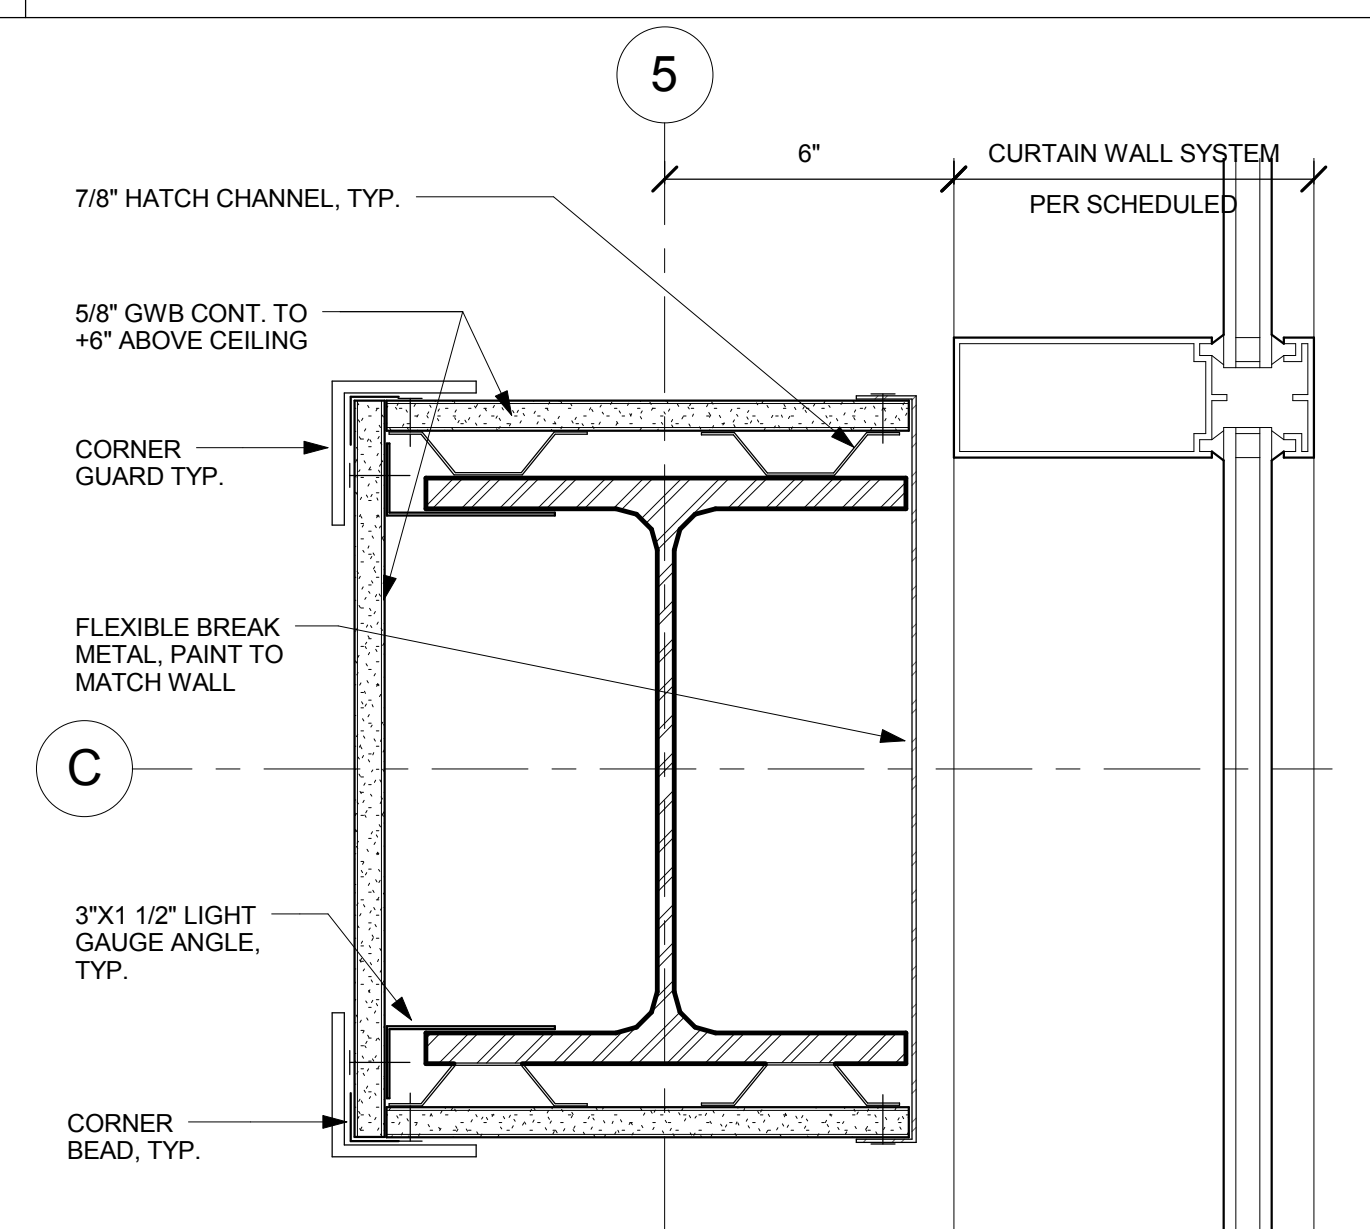 5
6"
CURTAIN WALL SYSTEM
PER SCHEDULED
7/8" HATCH CHANNEL, TYP.
5/8" GWB CONT. TO
+6" ABOVE CEILING
CORNER
GUARD TYP.
FLEXIBLE BREAK
METAL, PAINT TO
MATCH WALL
C
3"X1 1/2" LIGHT
GAUGE ANGLE,
TYP.
CORNER
BEAD, TYP.